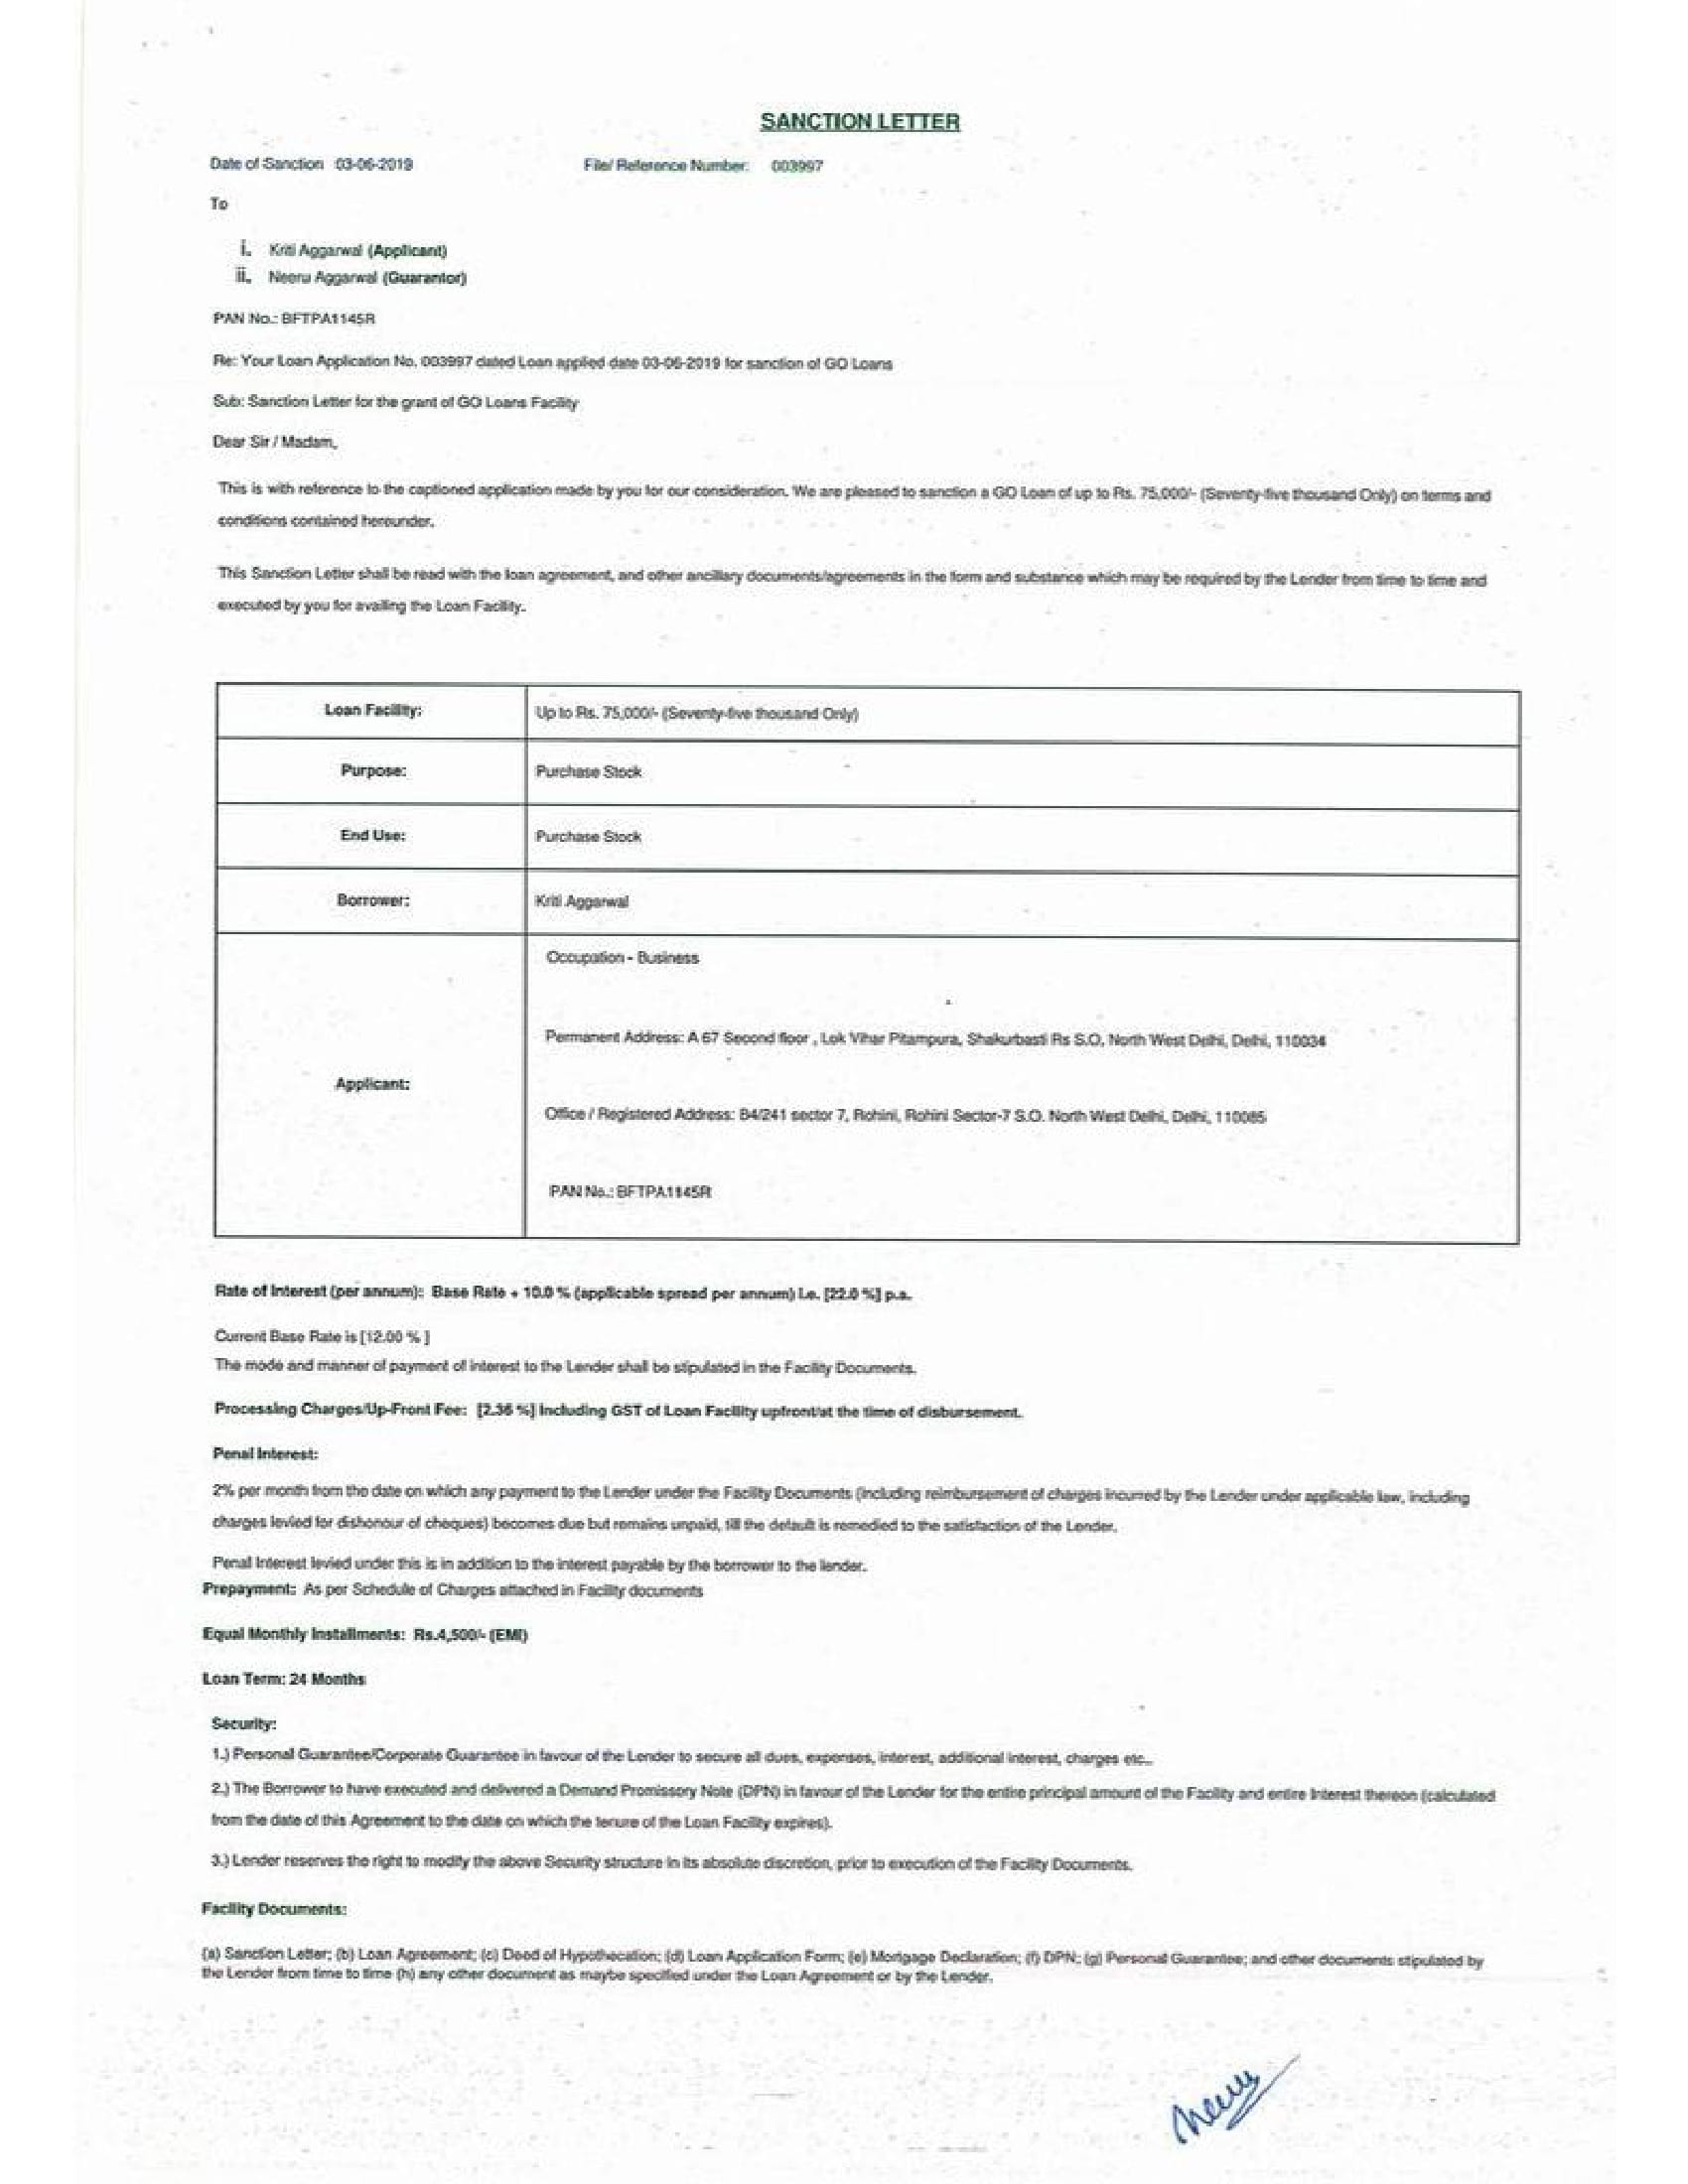 SANCTION LETTER
Date of Sanction 03-06-2019 File/ Reference Number: 003997
To
i. Kriti Aggarwal (Applicant)
ii. Neeru Aggarwal (Guarantor)
PAN No.: BFTPA1145R
Re: Your Loan Application No. 003997 dated Loan applied date 03-06-2019 for sanction of GO Loans
Sub: Sanction Letter for the grant of GO Loans Facility
Dear Sir / Madam,
This is with reference to the captioned application made by you for our consideration. We are pleased to sanction a GO Loan of up to Rs. 75,000/- (Seventy-five thousand Only) on terms and
conditions contained hereunder.
This Sanction Letter shall be read with the loan agreement, and other ancillary documents/agreements in the form and substance which may be required by the Lender from time to time and
executed by you for availing the Loan Facility.
Loan Facility: Up to Rs. 75,000/- (Seventy-five thousand Only)
Purpose: Purchase Stock
End Use: Purchase Stock
Borrower: Kriti Aggarwal
Occupation - Business
Permanent Address: A 67 Second floor , Lok Vihar Pitampura, Shakurbasti Rs S.O, North West Delhi, Delhi, 110034
Applicant:
Office / Registered Address: B4/241 sector 7, Rohini, Rohini Sector-7 S.O. North West Delhi, Delhi, 110085
PAN No.: BFTPA1145R
Rate of Interest (per annum): Base Rate + 10.0 % (applicable spread per annum) i.e. [22.0 %] p.a.
Current Base Rate is [12.00 % ]
The mode and manner of payment of interest to the Lender shall be stipulated in the Facility Documents.
Processing Charges/Up-Front Fee: [2.36 %] Including GST of Loan Facility upfront/at the time of disbursement.
Penal Interest:
2% per month from the date on which any payment to the Lender under the Facility Documents (including reimbursement of charges incurred by the Lender under applicable law, including
charges levied for dishonour of cheques) becomes due but remains unpaid, till the default is remedied to the satisfaction of the Lender.
Penal Interest levied under this is in addition to the interest payable by the borrower to the lender.
Prepayment: As per Schedule of Charges attached in Facility documents
Equal Monthly Installments: Rs.4,500/- (EMI)
Loan Term: 24 Months
Security:
1.) Personal Guarantee/Corporate Guarantee in favour of the Lender to secure all dues, expenses, interest, additional interest, charges etc..
2.) The Borrower to have executed and delivered a Demand Promissory Note (DPN) in favour of the Lender for the entire principal amount of the Facility and entire Interest thereon (calculated
from the date of this Agreement to the date on which the tenure of the Loan Facility expires).
3.) Lender reserves the right to modify the above Security structure in its absolute discretion, prior to execution of the Facility Documents.
Facility Documents:
(a) Sanction Letter; (b) Loan Agreement; (c) Deed of Hypothecation; (d) Loan Application Form; (e) Mortgage Declaration; (f) DPN; (g) Personal Guarantee; and other documents stipulated by
the Lender from time to time (h) any other document as maybe specified under the Loan Agreement or by the Lender.